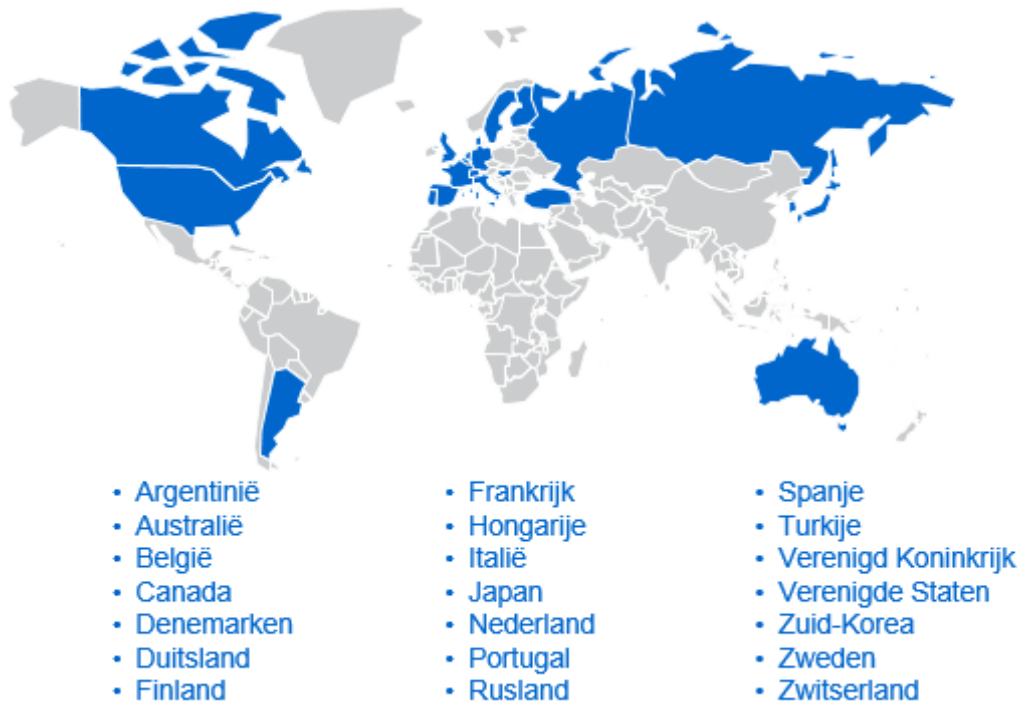 • Argentinië
• Australië
• België
• Canada
• Denemarken
• Duitsland
• Finland
• Frankrijk
• Hongarije
• Italië
• Japan
• Nederland
• Portugal
• Rusland
• Spanje
• Turkije
• Verenigd Koninkrijk
• Verenigde Staten
• Zuid-Korea
• Zweden
• Zwitserland